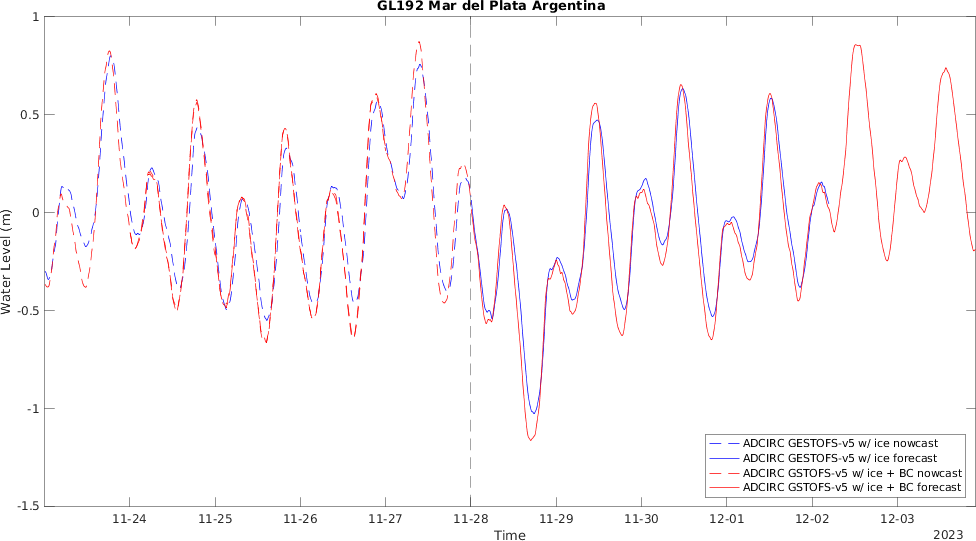 GL192 Mar del Plata Argentina
1
0.5
0
-0.5
-1
-1.5
Water Level (m)
11-24 11-25 11-26 11-27 11-28 11-29 11-30 12-01 12-02 12-03
Time
2023
ADCIRC GESTOFS-v5 w/ ice nowcast
ADCIRC GESTOFS-v5 w/ ice forecast
ADCIRC GSTOFS-v5 w/ ice + BC nowcast
ADCIRC GSTOFS-v5 w/ ice + BC forecast